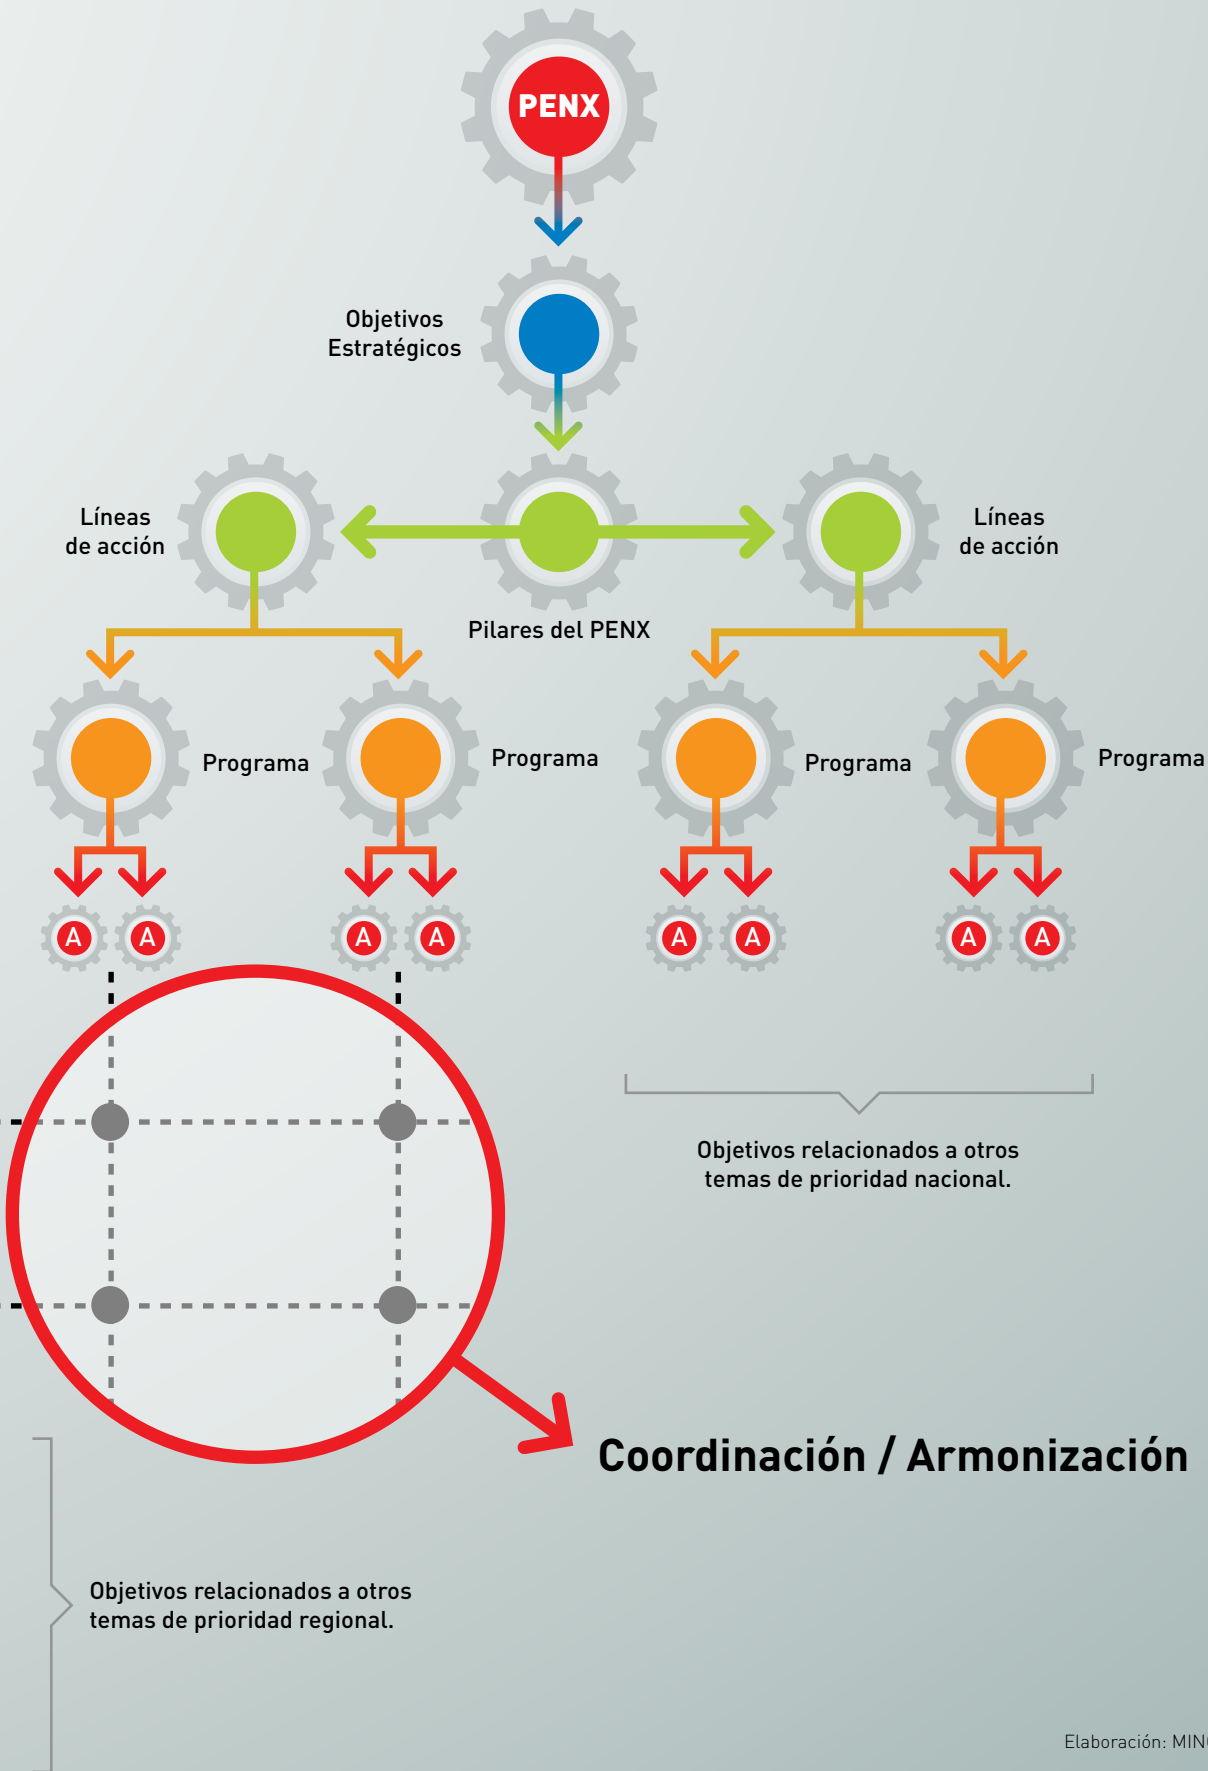 PENX
Objetivos
Estratégicos
Líneas
de acción
Líneas
de acción
Pilares del PENX
Programa
Programa
Programa
Programa
A
A
A
A
A
A
A
A
Objetivos relacionados a otros
temas de prioridad nacional.
Coordinación / Armonización
Objetivos relacionados a otros
temas de prioridad regional.
Elaboración: